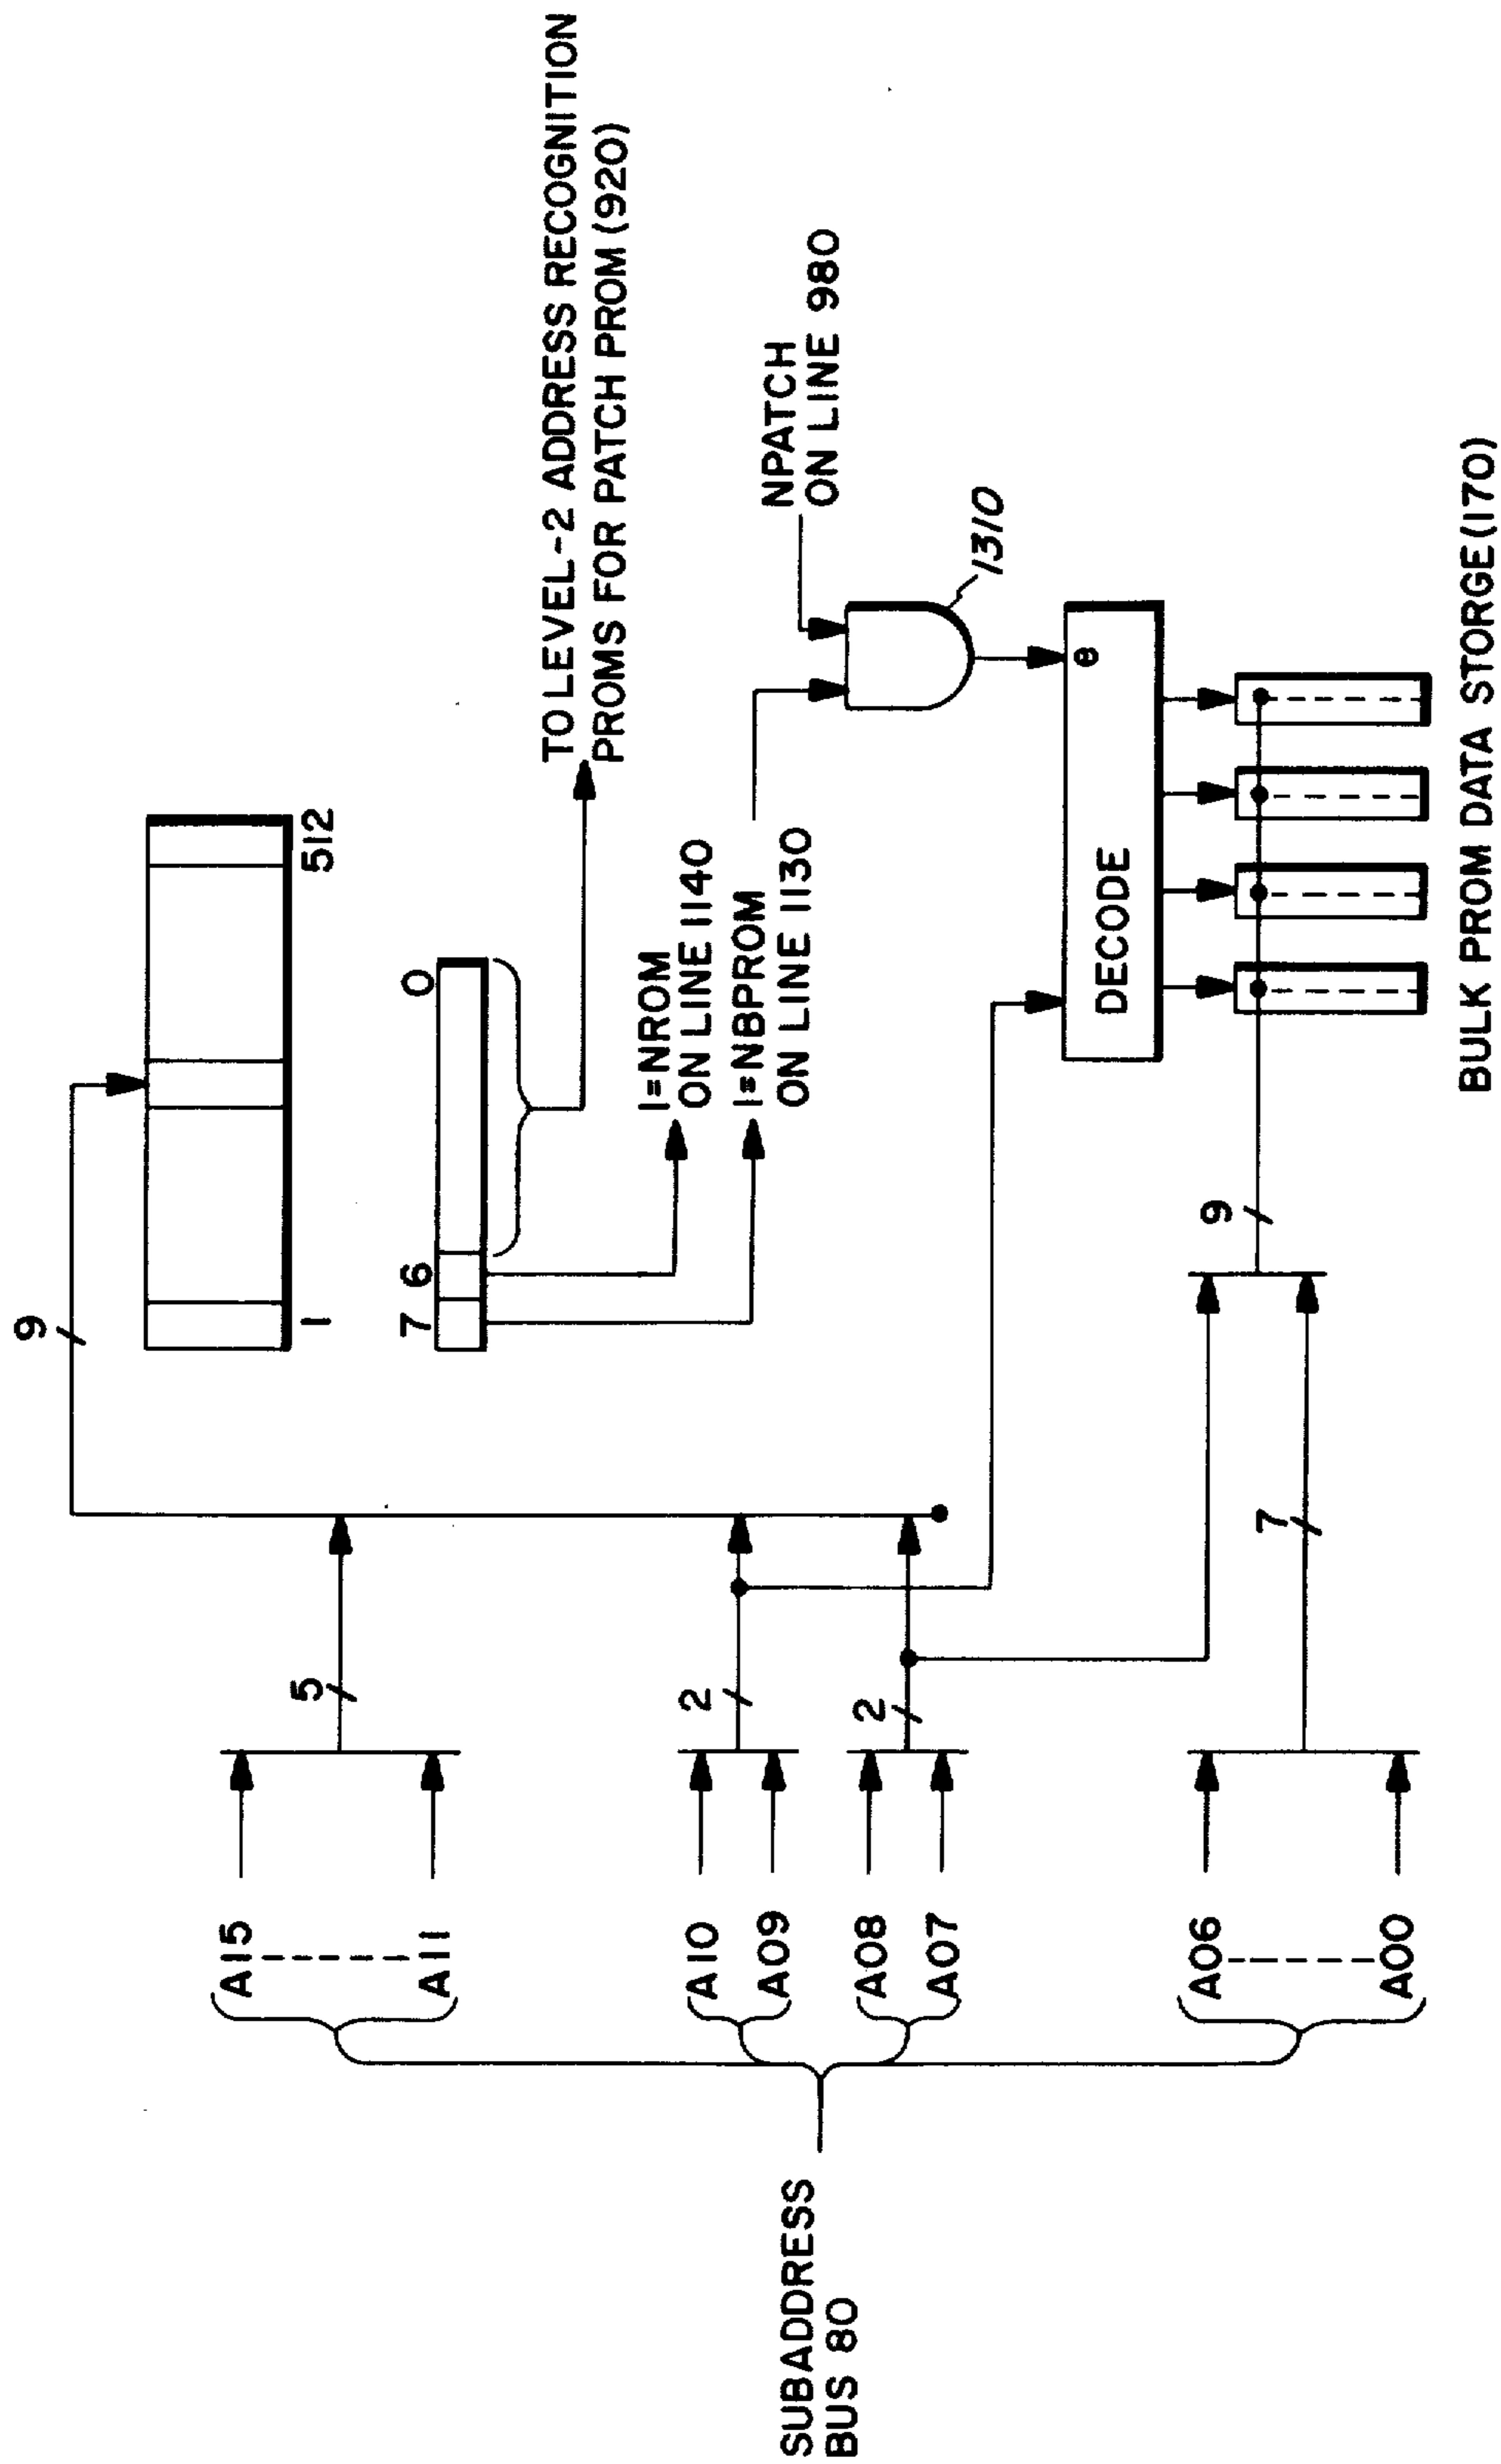 SUBADDRESS
BUS 80
A15
A11
A10
A09
A08
A07
A06
A00
5
2
2
7
9
9
1
512
7
6
0
TO LEVEL-2 ADDRESS RECOGNITION
PROMS FOR PATCH PROM (920)
1=NROM
ON LINE 1140
1=NBPROM
ON LINE 1130
NPATCH
ON LINE 980
1310
DECODE
e
BULK PROM DATA STORGE (170)